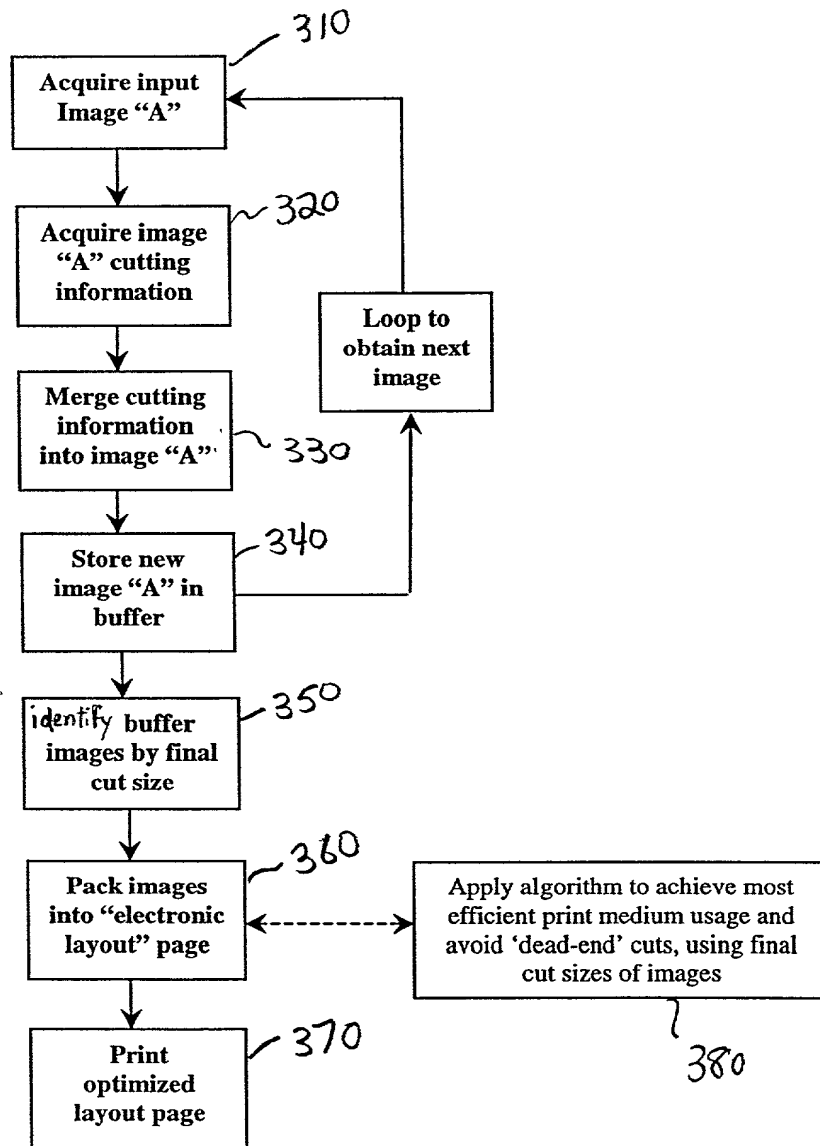 310
Acquire input
Image “A”
320
Acquire image
“A” cutting
information
Loop to
obtain next
image
Merge cutting
information
into image “A”
330
340
Store new
image “A” in
buffer
350
identify buffer
images by final
cut size
360
Pack images
into “electronic
layout” page
Apply algorithm to achieve most
efficient print medium usage and
avoid ‘dead-end’ cuts, using final
cut sizes of images
370
Print
optimized
layout page
380